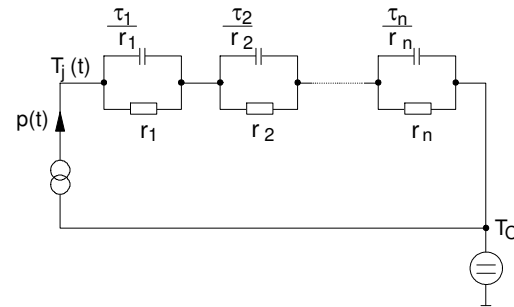 τ1 τ2 τn
r1 r2 rn
Tj (t)
p(t)
r1 r2 rn
TC